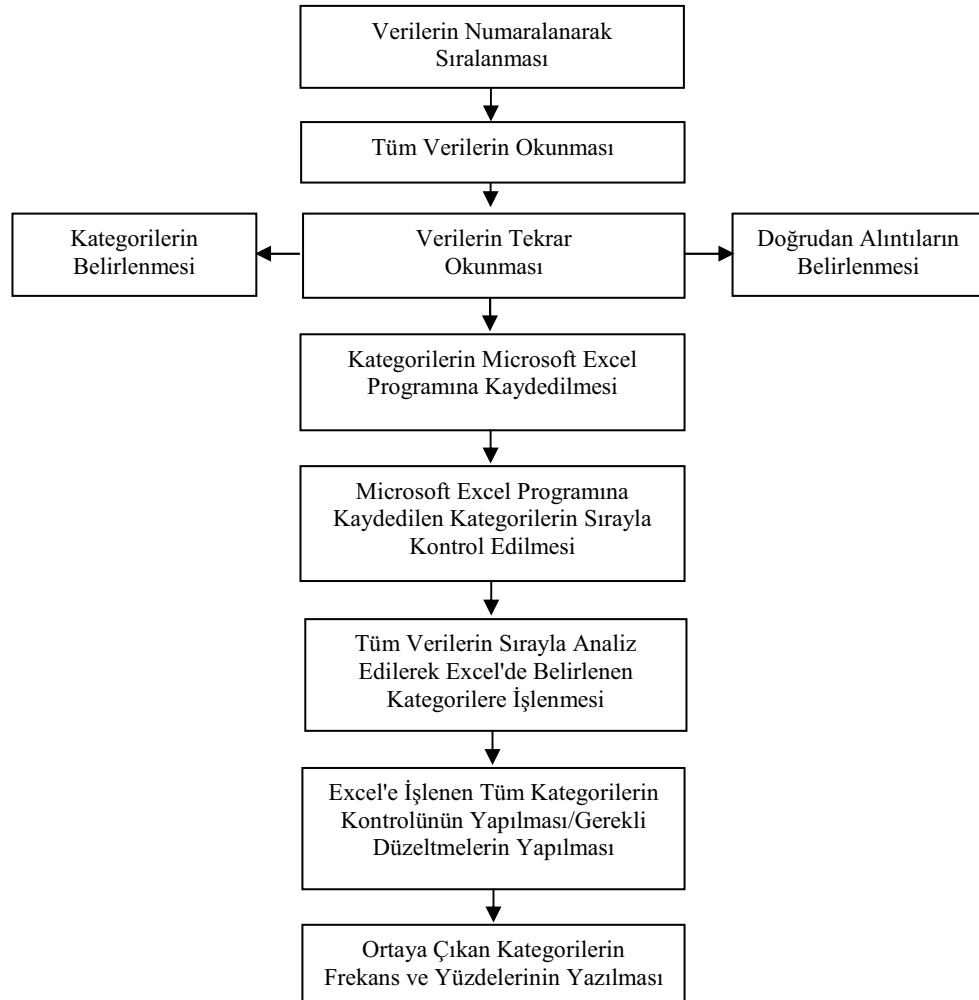 Verilerin Numaralanarak
Sıralanması
Tüm Verilerin Okunması
Kategorilerin
Belirlenmesi
Verilerin Tekrar
Okunması
Doğrudan Alıntıların
Belirlenmesi
Kategorilerin Microsoft Excel
Programına Kaydedilmesi
Microsoft Excel Programına
Kaydedilen Kategorilerin Sırayla
Kontrol Edilmesi
Tüm Verilerin Sırayla Analiz
Edilerek Excel'de Belirlenen
Kategorilere İşlenmesi
Excel'e İşlenen Tüm Kategorilerin
Kontrolünün Yapılması/Gerekli
Düzeltmelerin Yapılması
Ortaya Çıkan Kategorilerin
Frekans ve Yüzdelerinin Yazılması